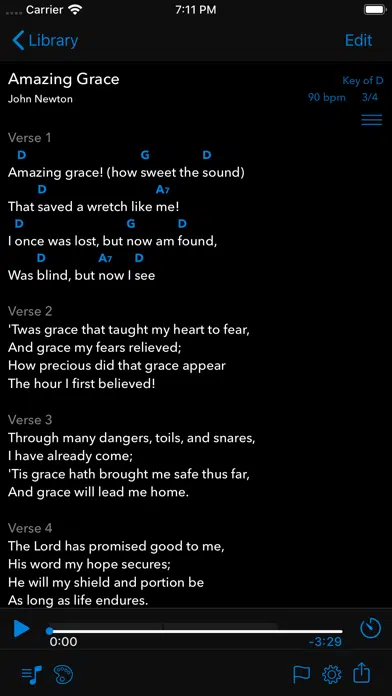 Carrier 7:11 PM
Library Edit
Amazing Grace Key of D
John Newton 90 bpm 3/4
Verse 1
D G D
Amazing grace! (how sweet the sound)
D A7
That saved a wretch like me!
D G D
I once was lost, but now am found,
D A7 D
Was blind, but now I see
Verse 2
'Twas grace that taught my heart to fear,
And grace my fears relieved;
How precious did that grace appear
The hour I first believed!
Verse 3
Through many dangers, toils, and snares,
I have already come;
'Tis grace hath brought me safe thus far,
And grace will lead me home.
Verse 4
The Lord has promised good to me,
His word my hope secures;
He will my shield and portion be
As long as life endures.
0:00 -3:29